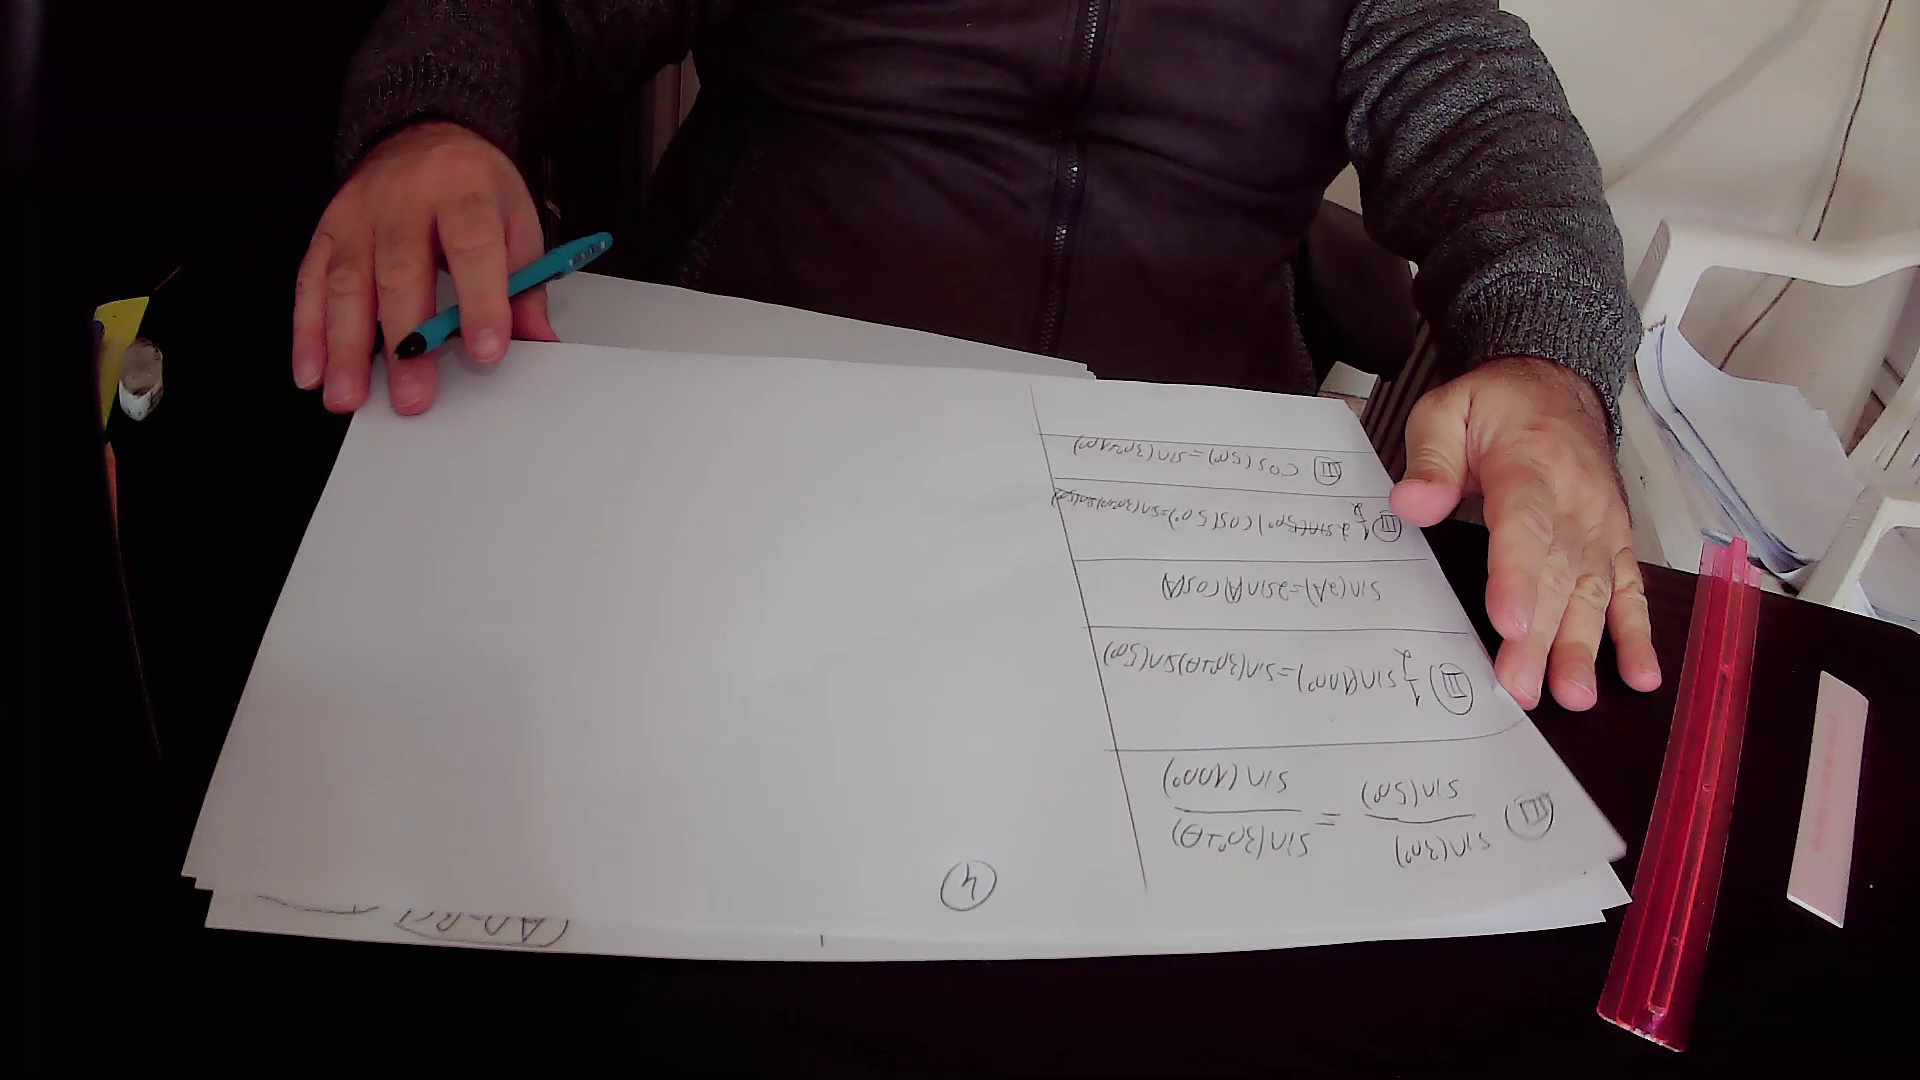 ④
Ⅲ sin(30°)/sin(50°) = sin(30°+θ)/sin(100°)
Ⅲ 1/2 sin(100°)=sin(30°+θ)sin(50°)
sin(2A)=2sin(A)cos(A)
Ⅲ 1/2 2sin(50°)cos(50°)=sin(30°+θ)sin(50°)
Ⅲ cos(50°)=sin(30°+θ)